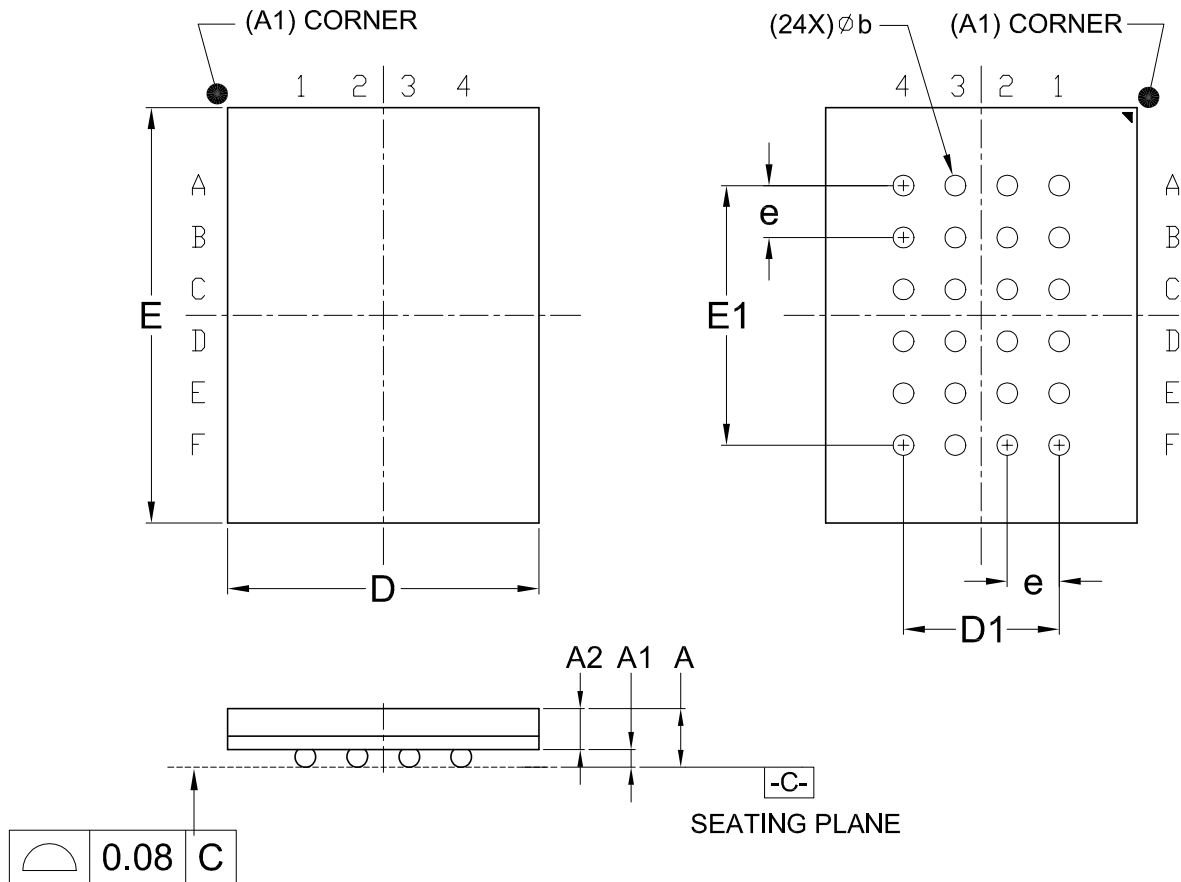 (A1) CORNER
(24X)⌀b
(A1) CORNER
1 2 3 4
4 3 2 1
A
B
C
D
E
F
E
D
e
E1
A
B
C
D
E
F
e
D1
A2 A1 A
-C-
SEATING PLANE
0.08 C